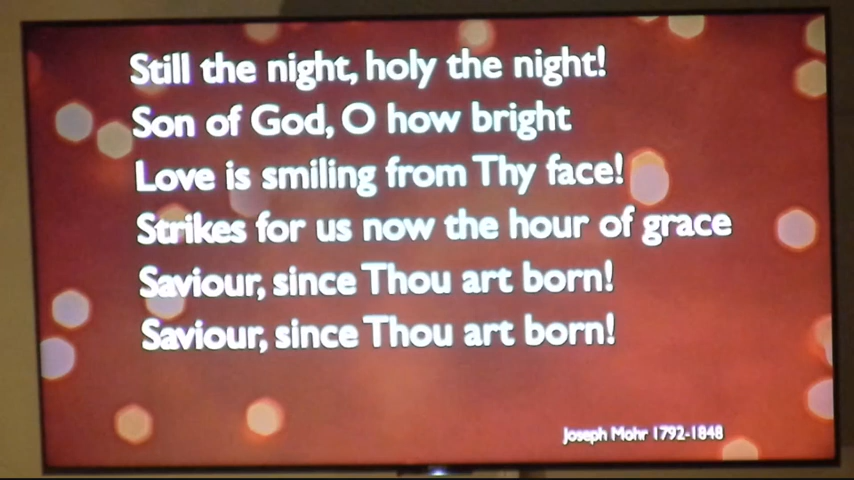 Still the night, holy the night!
Son of God, O how bright
Love is smiling from Thy face!
Strikes for us now the hour of grace
Saviour, since Thou art born!
Saviour, since Thou art born!
Joseph Mohr 1792-1848